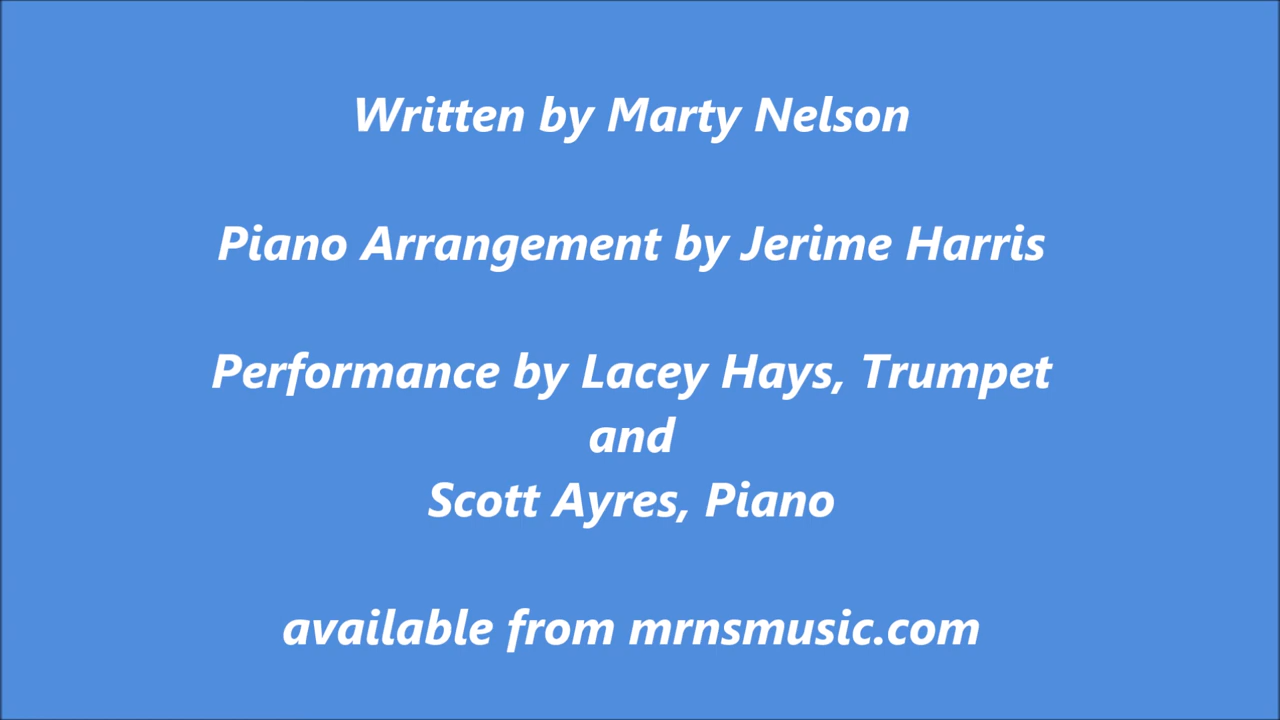 Written by Marty Nelson
Piano Arrangement by Jerime Harris
Performance by Lacey Hays, Trumpet
and
Scott Ayres, Piano
available from mrnsmusic.com